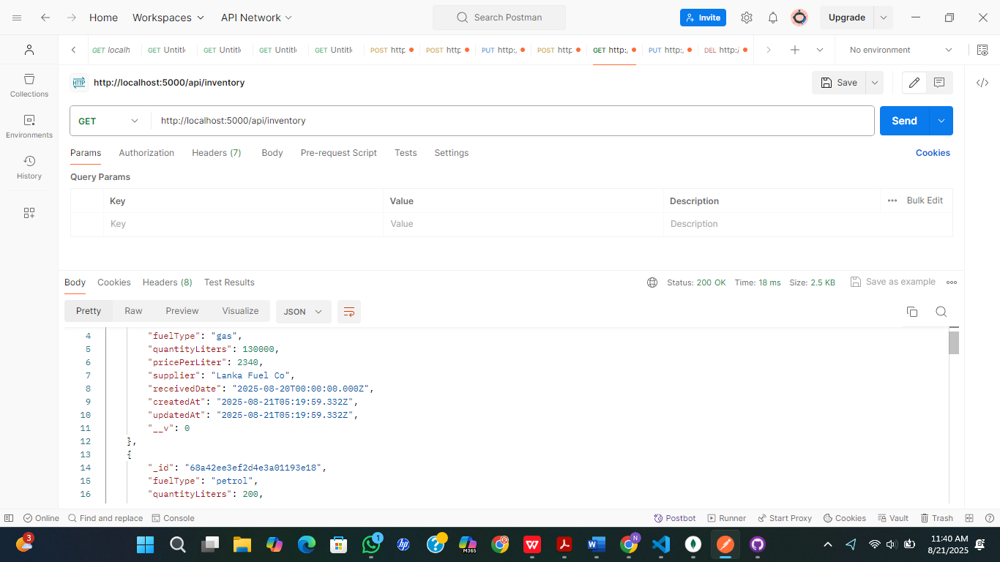 Home Workspaces API Network Search Postman Invite Upgrade
GET localh GET Untitl GET Untitl GET Untitl GET Untitl POST http POST http PUT http:, POST http GET http:, PUT http:, DEL http:/ No environment
HTTP http://localhost:5000/api/inventory Save
GET http://localhost:5000/api/inventory Send
Collections
Environments
History
Params Authorization Headers (7) Body Pre-request Script Tests Settings Cookies
Query Params
Key Value Description Bulk Edit
Key Value Description
Body Cookies Headers (8) Test Results Status: 200 OK Time: 18 ms Size: 2.5 KB Save as example
Pretty Raw Preview Visualize JSON
4 "fuelType": "gas",
5 "quantityLiters": 130000,
6 "pricePerLiter": 2340,
7 "supplier": "Lanka Fuel Co",
8 "receivedDate": "2025-08-20T00:00:00.000Z",
9 "createdAt": "2025-08-21T05:19:59.332Z",
10 "updatedAt": "2025-08-21T05:19:59.332Z",
11 "__v": 0
12 },
13 {
14 "_id": "68a42ee3ef2d4e3a01193e18",
15 "fuelType": "petrol",
16 "quantityLiters": 200,
Online Find and replace Console Postbot Runner Start Proxy Cookies Vault Trash
3 1 hp M365 W N
11:40 AM
8/21/2025